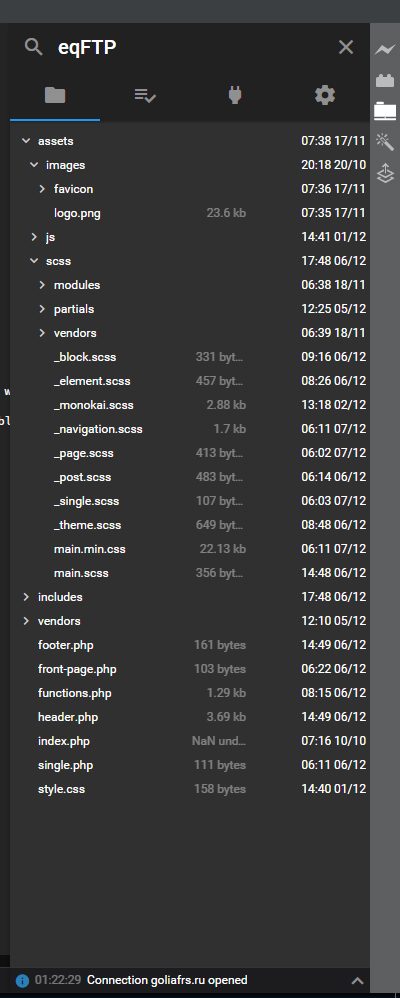 eqFTP
assets 07:38 17/11
images 20:18 20/10
favicon 07:36 17/11
logo.png 23.6 kb 07:35 17/11
js 14:41 01/12
scss 17:48 06/12
modules 06:38 18/11
partials 12:25 05/12
vendors 06:39 18/11
_block.scss 331 byt... 09:16 06/12
_element.scss 457 byt... 08:26 06/12
_monokai.scss 2.88 kb 13:18 02/12
_navigation.scss 1.7 kb 06:11 07/12
_page.scss 413 byt... 06:02 07/12
_post.scss 483 byt... 06:14 06/12
_single.scss 107 byt... 06:03 07/12
_theme.scss 649 byt... 08:48 06/12
main.min.css 22.13 kb 06:11 07/12
main.scss 356 byt... 14:48 06/12
includes 17:48 06/12
vendors 12:10 05/12
footer.php 161 bytes 14:49 06/12
front-page.php 103 bytes 06:22 06/12
functions.php 1.29 kb 08:15 06/12
header.php 3.69 kb 14:49 06/12
index.php NaN und... 07:16 10/10
single.php 111 bytes 06:11 06/12
style.css 158 bytes 14:40 01/12
01:22:29 Connection goliafrs.ru opened